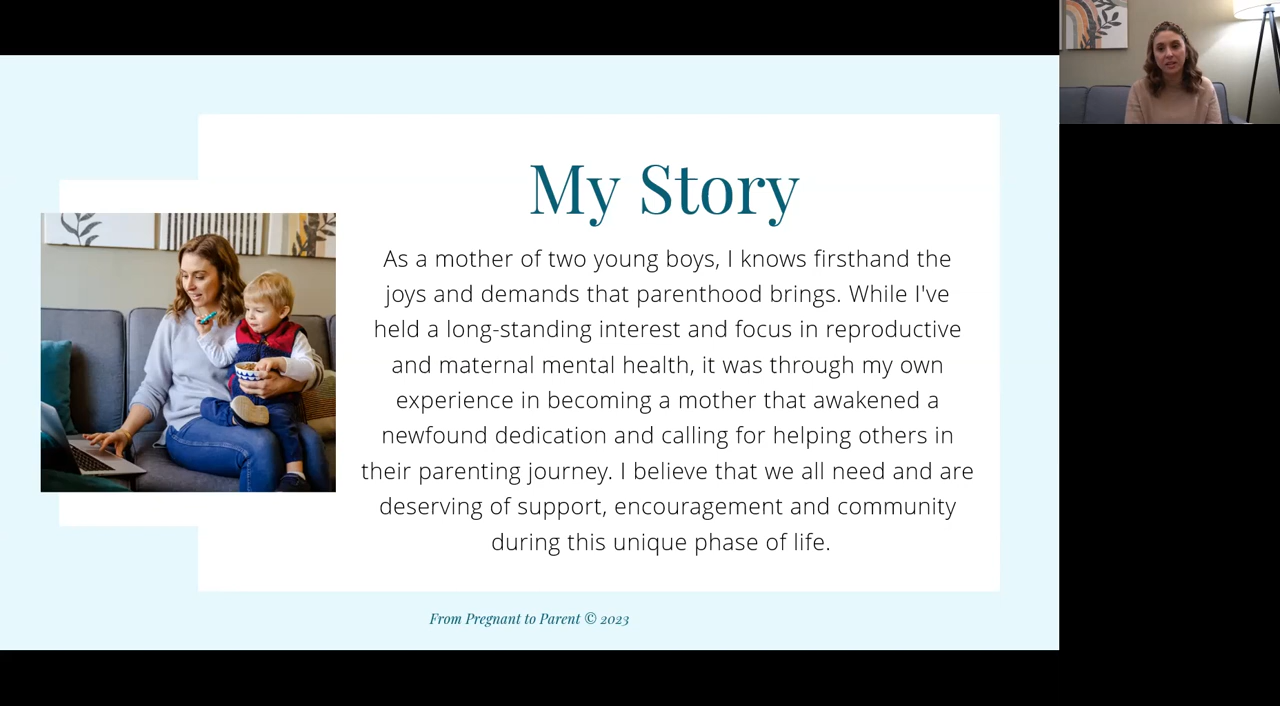 My Story
As a mother of two young boys, I knows firsthand the
joys and demands that parenthood brings. While I've
held a long-standing interest and focus in reproductive
and maternal mental health, it was through my own
experience in becoming a mother that awakened a
newfound dedication and calling for helping others in
their parenting journey. I believe that we all need and are
deserving of support, encouragement and community
during this unique phase of life.
From Pregnant to Parent © 2023